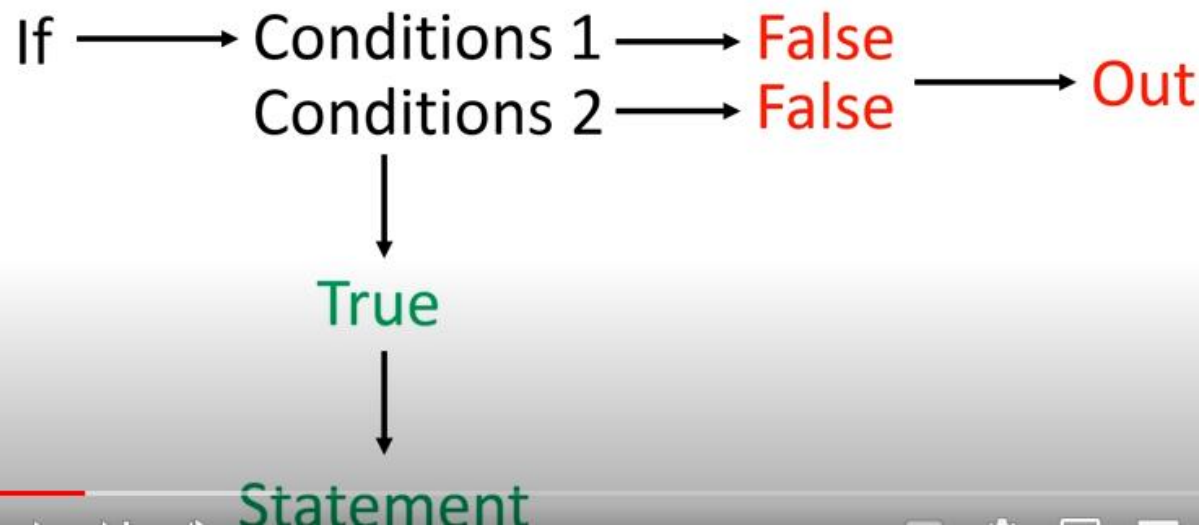 If Conditions 1 False
Conditions 2 False
Out
True
Statement